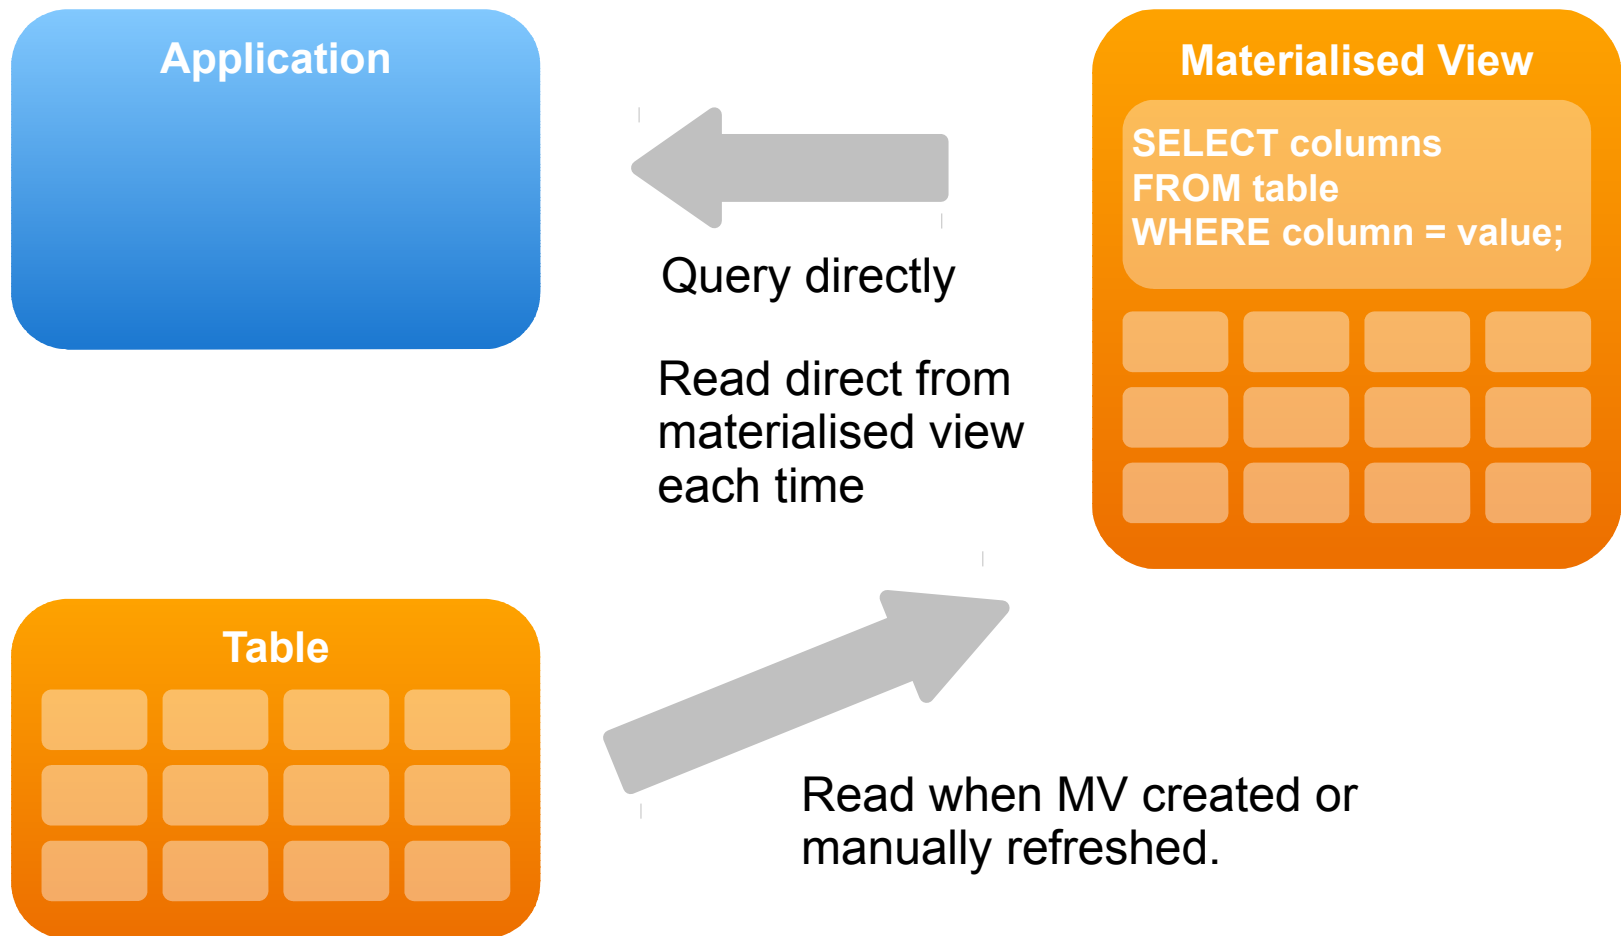 Application
Materialised View
SELECT columns
FROM table
WHERE column = value;
Query directly
Read direct from
materialised view
each time
Table
Read when MV created or
manually refreshed.